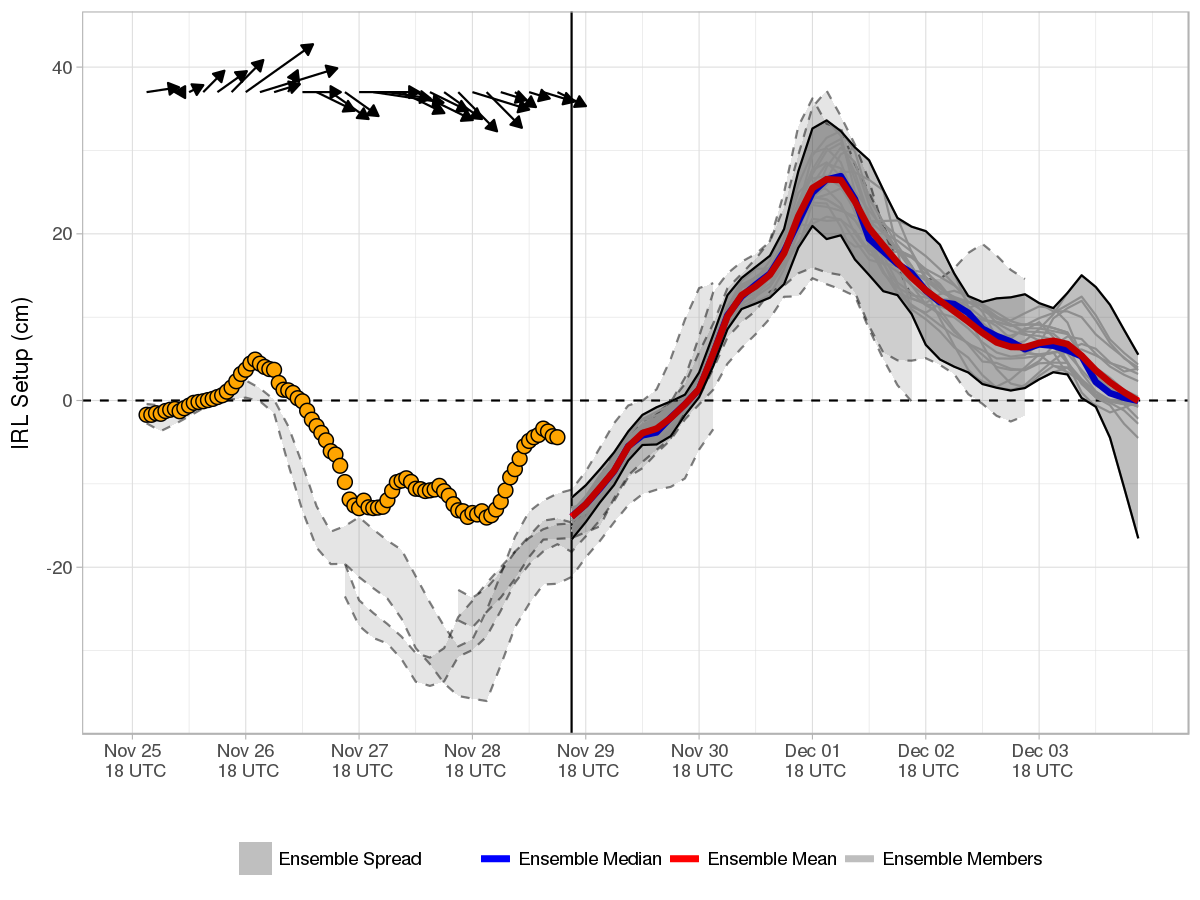 IRL Setup (cm)
40
20
0
-20
Nov 25 Nov 26 Nov 27 Nov 28 Nov 29 Nov 30 Dec 01 Dec 02 Dec 03
18 UTC 18 UTC 18 UTC 18 UTC 18 UTC 18 UTC 18 UTC 18 UTC 18 UTC
Ensemble Spread Ensemble Median Ensemble Mean Ensemble Members